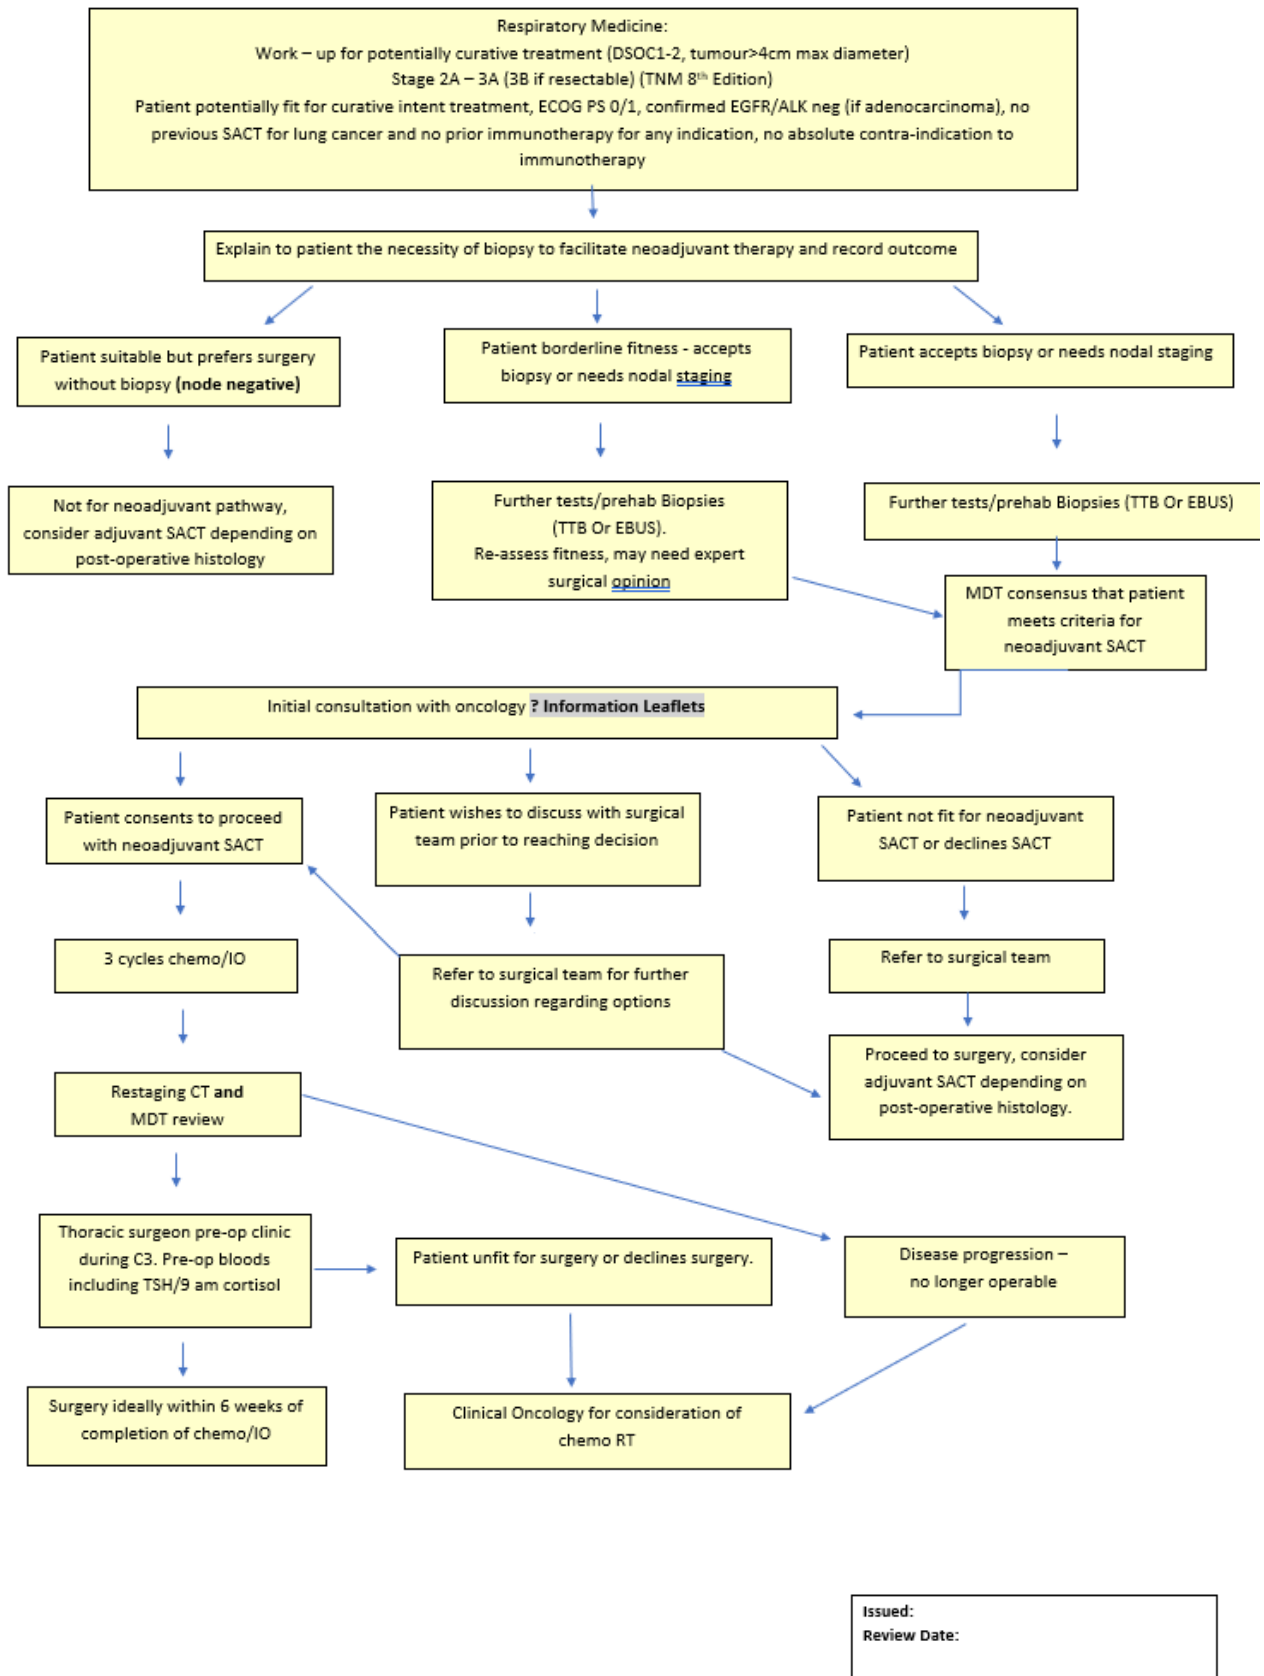 Respiratory Medicine:
Work – up for potentially curative treatment (DSOC1-2, tumour>4cm max diameter)
Stage 2A – 3A (3B if resectable) (TNM 8th Edition)
Patient potentially fit for curative intent treatment, ECOG PS 0/1, confirmed EGFR/ALK neg (if adenocarcinoma), no
previous SACT for lung cancer and no prior immunotherapy for any indication, no absolute contra-indication to
immunotherapy
Explain to patient the necessity of biopsy to facilitate neoadjuvant therapy and record outcome
Patient suitable but prefers surgery
without biopsy (node negative)
Patient borderline fitness - accepts
biopsy or needs nodal staging
Patient accepts biopsy or needs nodal staging
Not for neoadjuvant pathway,
consider adjuvant SACT depending on
post-operative histology
Further tests/prehab Biopsies
(TTB Or EBUS).
Re-assess fitness, may need expert
surgical opinion
Further tests/prehab Biopsies (TTB Or EBUS)
MDT consensus that patient
meets criteria for
neoadjuvant SACT
Initial consultation with oncology ? Information Leaflets
Patient consents to proceed
with neoadjuvant SACT
Patient wishes to discuss with surgical
team prior to reaching decision
Patient not fit for neoadjuvant
SACT or declines SACT
3 cycles chemo/IO
Refer to surgical team for further
discussion regarding options
Refer to surgical team
Proceed to surgery, consider
adjuvant SACT depending on
post-operative histology.
Restaging CT and
MDT review
Thoracic surgeon pre-op clinic
during C3. Pre-op bloods
including TSH/9 am cortisol
Patient unfit for surgery or declines surgery.
Disease progression –
no longer operable
Surgery ideally within 6 weeks of
completion of chemo/IO
Clinical Oncology for consideration of
chemo RT
Issued:
Review Date: